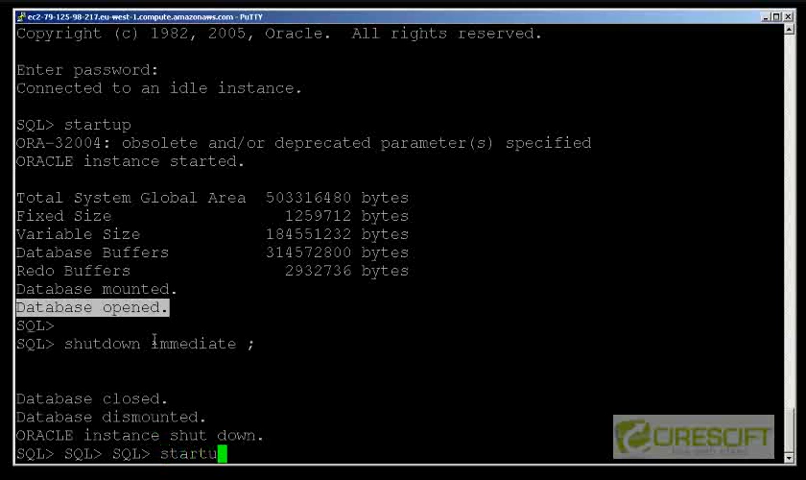 ec2-79-125-98-217.eu-west-1.compute.amazonaws.com - PuTTY
Copyright (c) 1982, 2005, Oracle.  All rights reserved.
Enter password:
Connected to an idle instance.
SQL> startup
ORA-32004: obsolete and/or deprecated parameter(s) specified
ORACLE instance started.
Total System Global Area  503316480 bytes
Fixed Size                  1259712 bytes
Variable Size             184551232 bytes
Database Buffers          314572800 bytes
Redo Buffers                2932736 bytes
Database mounted.
Database opened.
SQL>
SQL> shutdown immediate ;
Database closed.
Database dismounted.
ORACLE instance shut down.
SQL> SQL> SQL> startu